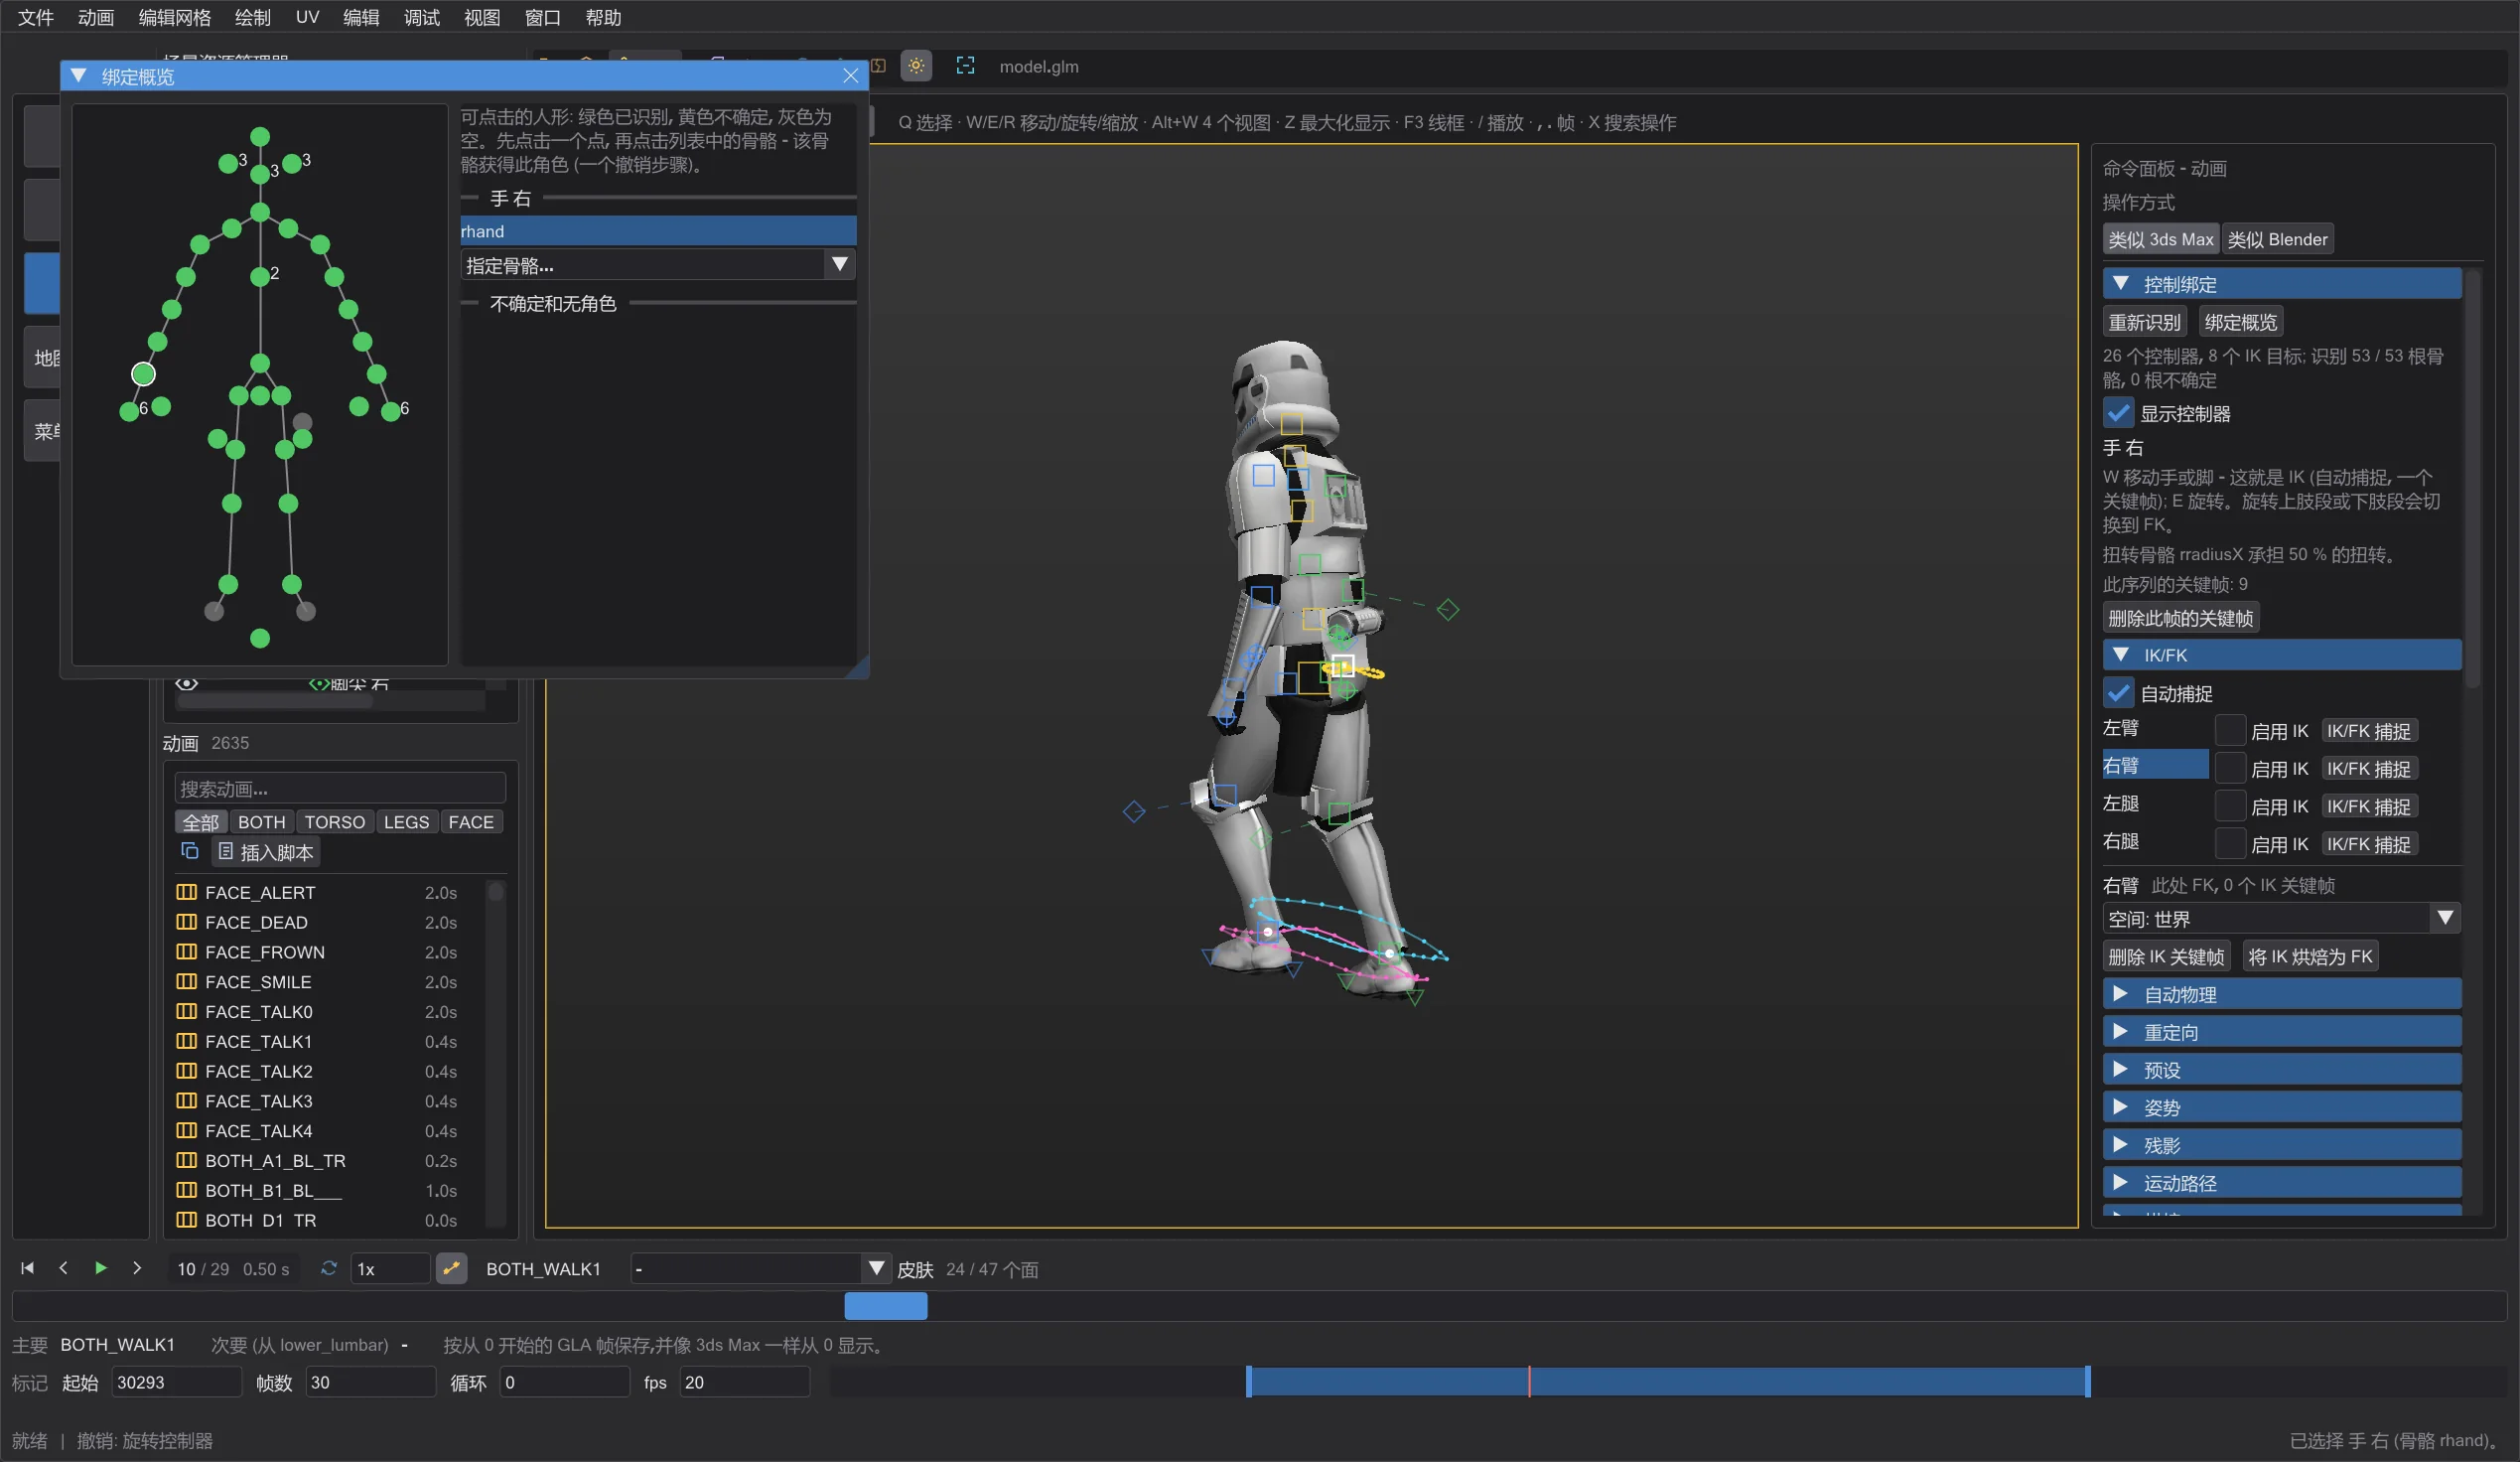 文件 动画 编辑网格 绘制 UV 编辑 调试 视图 窗口 帮助
model.glm
绑定概览
Q 选择 · W/E/R 移动/旋转/缩放 · Alt+W 4 个视图 · Z 最大化显示 · F3 线框 · / 播放 · , . 帧 · X 搜索操作
可点击的人形: 绿色已识别, 黄色不确定, 灰色为
空。先点击一个点, 再点击列表中的骨骼 - 该骨
骼获得此角色 (一个撤销步骤)。
手 右
rhand
指定骨骼...
不确定和无角色
3 3
3
2
6 6
地图
菜单
脚尖 右
动画 2635
搜索动画...
全部 BOTH TORSO LEGS FACE
插入脚本
FACE_ALERT 2.0s
FACE_DEAD 2.0s
FACE_FROWN 2.0s
FACE_SMILE 2.0s
FACE_TALK0 2.0s
FACE_TALK1 0.4s
FACE_TALK2 0.4s
FACE_TALK3 0.4s
FACE_TALK4 0.4s
BOTH_A1_BL_TR 0.2s
BOTH_B1_BL___ 1.0s
BOTH_D1_TR 0.0s
命令面板 - 动画
操作方式
类似 3ds Max 类似 Blender
控制绑定
重新识别 绑定概览
26 个控制器, 8 个 IK 目标; 识别 53 / 53 根骨
骼, 0 根不确定
显示控制器
手 右
W 移动手或脚 - 这就是 IK (自动捕捉, 一个
关键帧); E 旋转。旋转上肢段或下肢段会切
换到 FK。
扭转骨骼 rradiusX 承担 50 % 的扭转。
此序列的关键帧: 9
删除此帧的关键帧
IK/FK
自动捕捉
左臂 启用 IK IK/FK 捕捉
右臂 启用 IK IK/FK 捕捉
左腿 启用 IK IK/FK 捕捉
右腿 启用 IK IK/FK 捕捉
右臂 此处 FK, 0 个 IK 关键帧
空间: 世界
删除 IK 关键帧 将 IK 烘焙为 FK
自动物理
重定向
预设
姿势
残影
运动路径
10 / 29 0.50 s 1x BOTH_WALK1 - 皮肤 24 / 47 个面
主要 BOTH_WALK1 次要 (从 lower_lumbar) - 按从 0 开始的 GLA 帧保存,并像 3ds Max 一样从 0 显示。
标记 起始 30293 帧数 30 循环 0 fps 20
就绪 | 撤销: 旋转控制器
已选择 手 右 (骨骼 rhand)。